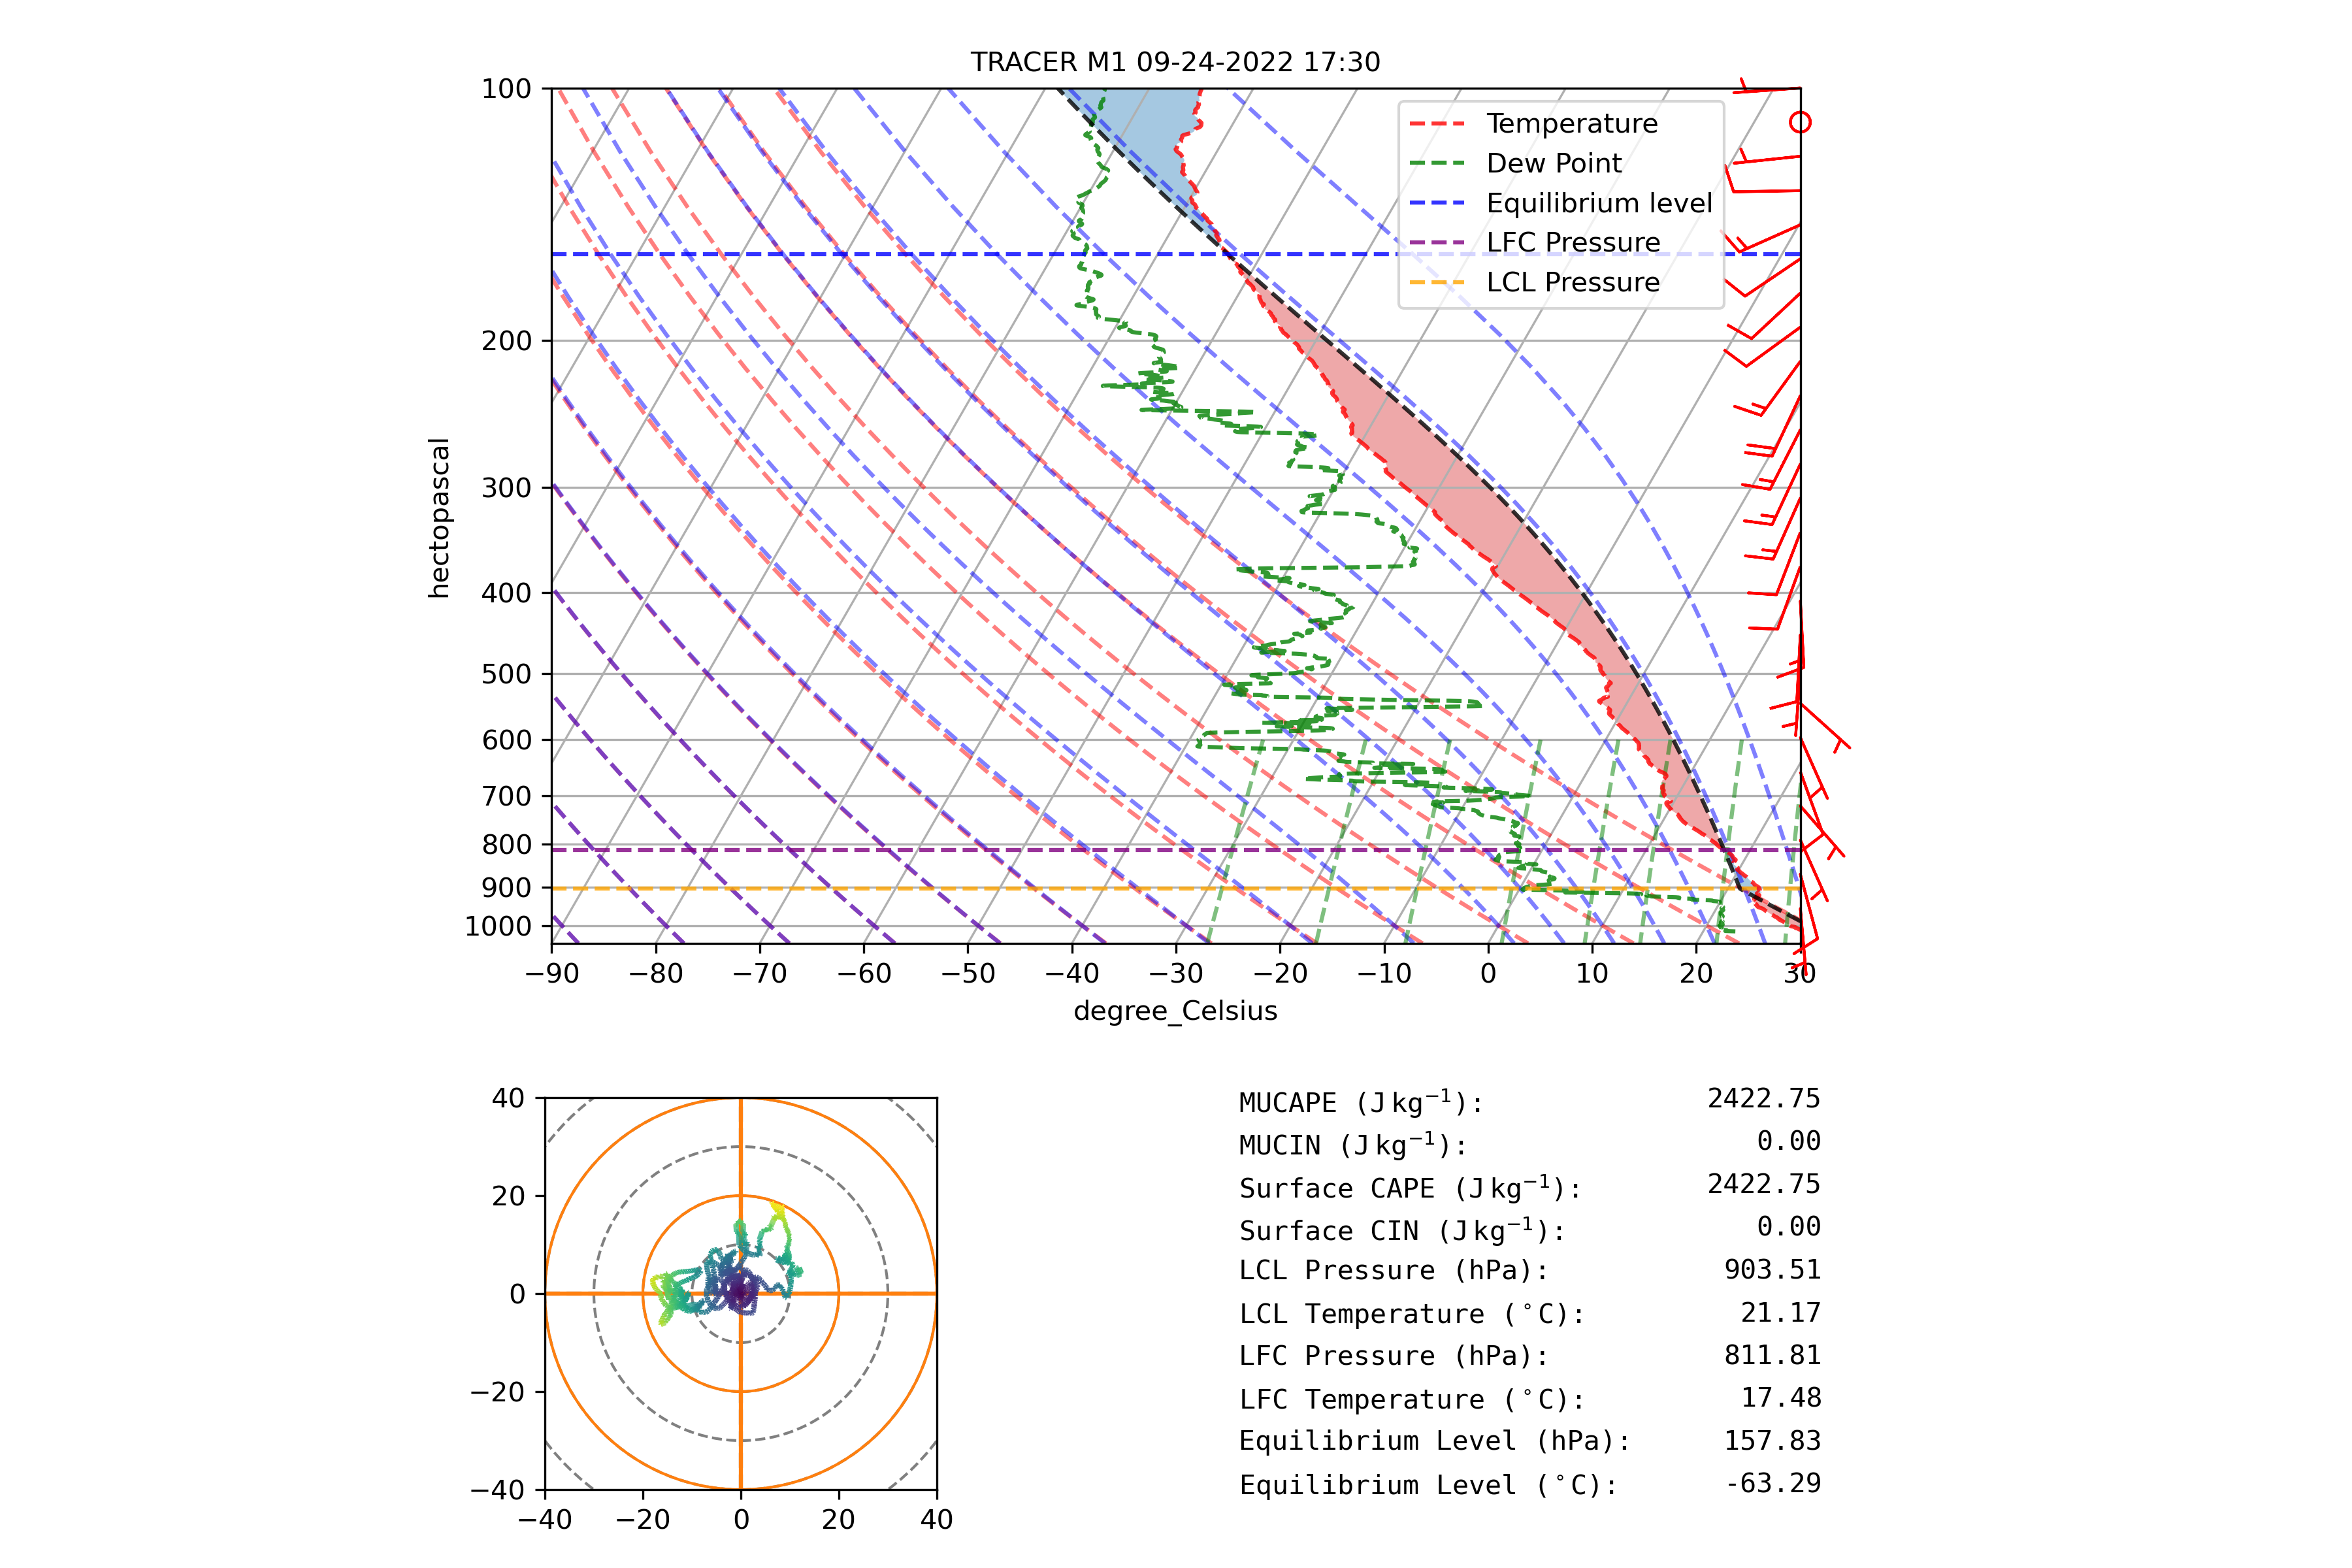 TRACER M1 09-24-2022 17:30
100
200
300
400
500
600
700
800
900
1000
hectopascal
Temperature
Dew Point
Equilibrium level
LFC Pressure
LCL Pressure
−90 −80 −70 −60 −50 −40 −30 −20 −10 0 10 20 30
degree_Celsius
40
20
0
−20
−40
−40 −20 0 20 40
MUCAPE (J kg⁻¹): 2422.75
MUCIN (J kg⁻¹): 0.00
Surface CAPE (J kg⁻¹): 2422.75
Surface CIN (J kg⁻¹): 0.00
LCL Pressure (hPa): 903.51
LCL Temperature (°C): 21.17
LFC Pressure (hPa): 811.81
LFC Temperature (°C): 17.48
Equilibrium Level (hPa): 157.83
Equilibrium Level (°C): -63.29